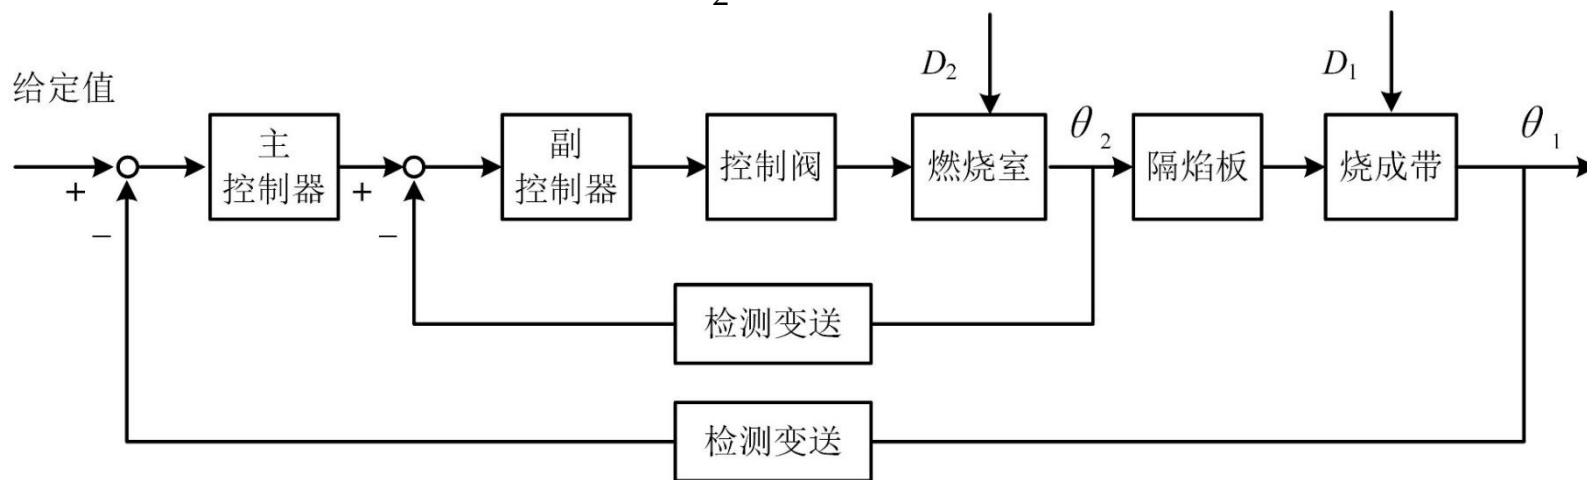 2
D₂
D₁
给定值
θ₂
θ₁
主
控制器
副
控制器
控制阀
燃烧室
隔焰板
烧成带
+
+
−
−
检测变送
检测变送